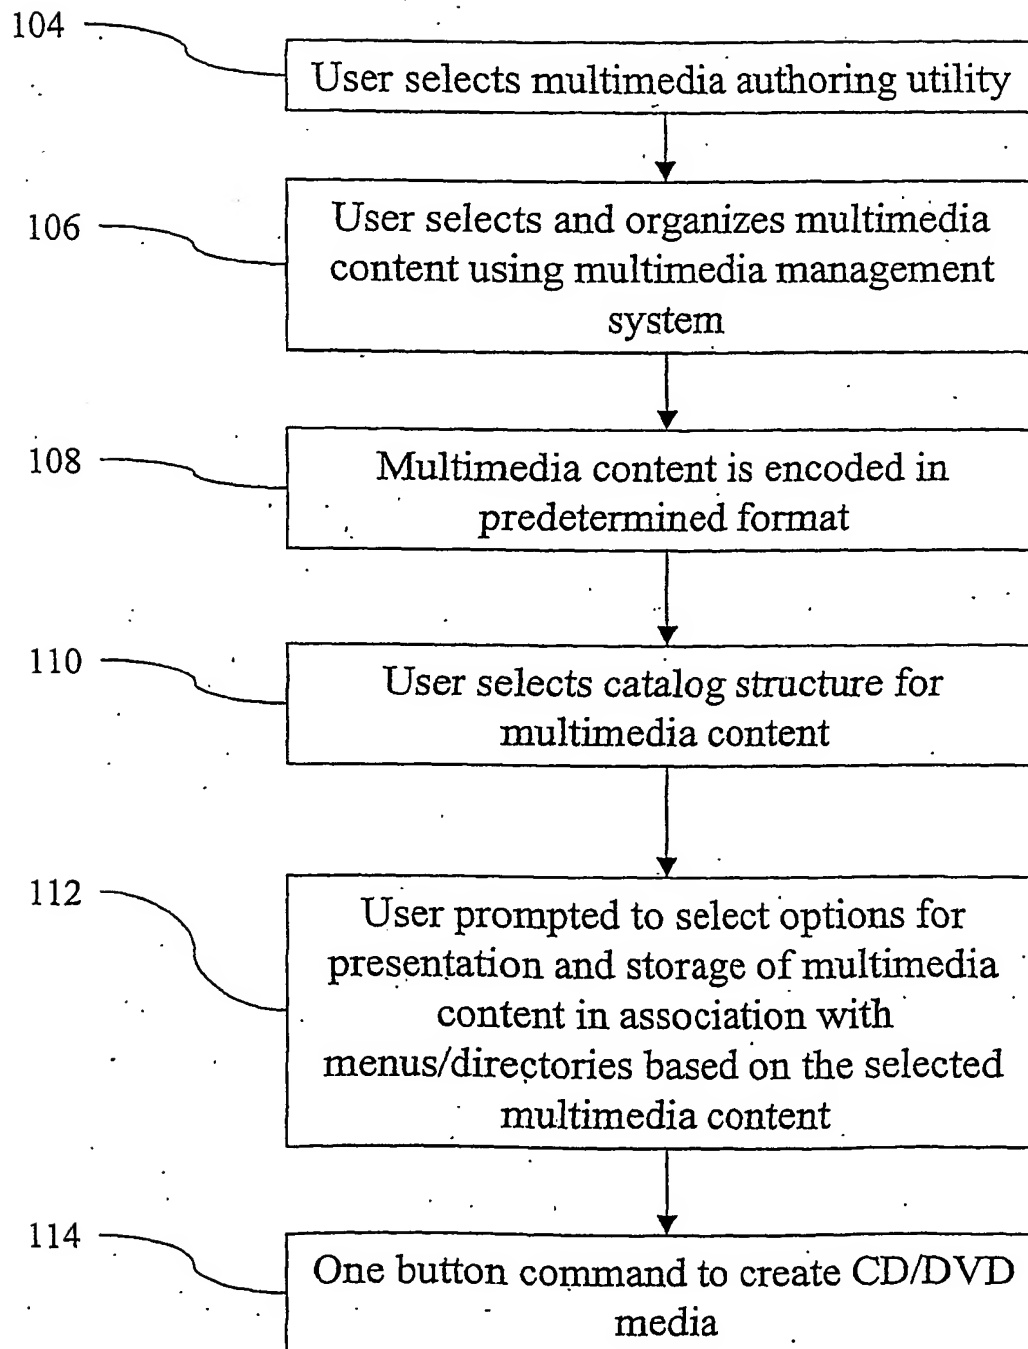 104
User selects multimedia authoring utility
106
User selects and organizes multimedia
content using multimedia management
system
108
Multimedia content is encoded in
predetermined format
110
User selects catalog structure for
multimedia content
112
User prompted to select options for
presentation and storage of multimedia
content in association with
menus/directories based on the selected
multimedia content
114
One button command to create CD/DVD
media